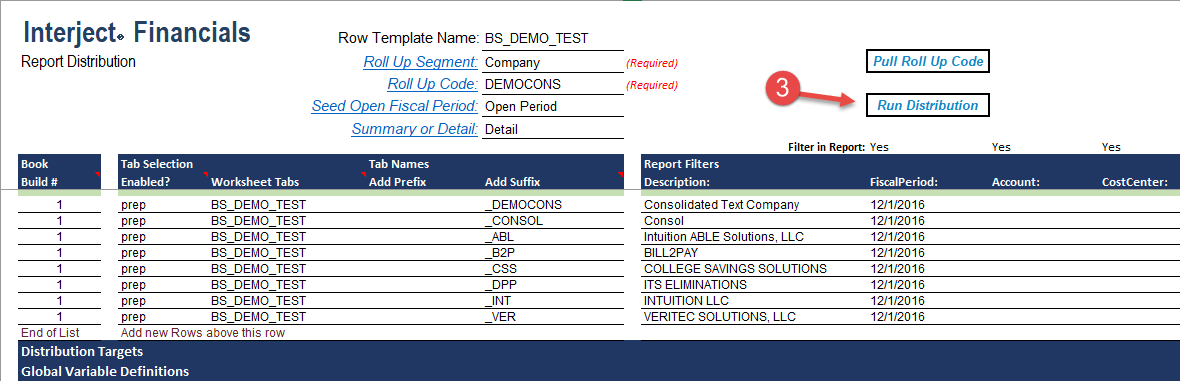 Interject Financials
Report Distribution
Row Template Name: BS_DEMO_TEST
Roll Up Segment: Company (Required)
Roll Up Code: DEMOCONS (Required)
Seed Open Fiscal Period: Open Period
Summary or Detail: Detail
Pull Roll Up Code
3
Run Distribution
Filter in Report: Yes Yes Yes
Book Tab Selection Tab Names Report Filters
Build # Enabled? Worksheet Tabs Add Prefix Add Suffix Description: FiscalPeriod: Account: CostCenter:
1 prep BS_DEMO_TEST _DEMOCONS Consolidated Text Company 12/1/2016
1 prep BS_DEMO_TEST _CONSOL Consol 12/1/2016
1 prep BS_DEMO_TEST _ABL Intuition ABLE Solutions, LLC 12/1/2016
1 prep BS_DEMO_TEST _B2P BILL2PAY 12/1/2016
1 prep BS_DEMO_TEST _CSS COLLEGE SAVINGS SOLUTIONS 12/1/2016
1 prep BS_DEMO_TEST _DPP ITS ELIMINATIONS 12/1/2016
1 prep BS_DEMO_TEST _INT INTUITION LLC 12/1/2016
1 prep BS_DEMO_TEST _VER VERITEC SOLUTIONS, LLC 12/1/2016
End of List Add new Rows above this row
Distribution Targets
Global Variable Definitions